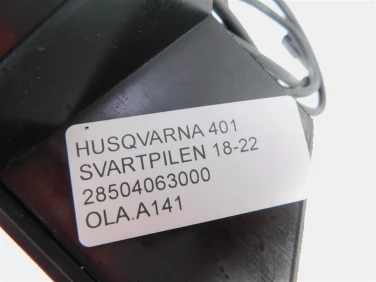 HUSQVARNA 401
SVARTPILEN 18-22
28504063000
OLA.A141